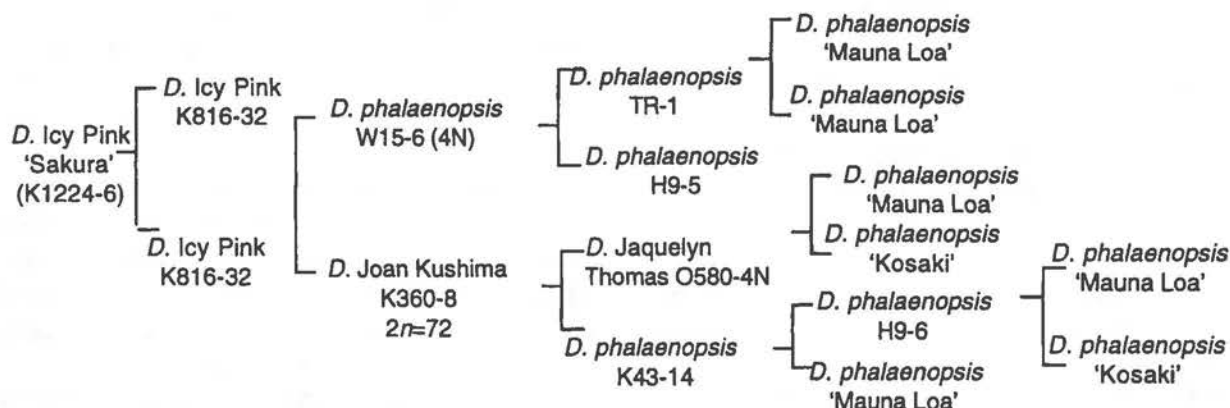 D. Icy Pink
'Sakura'
(K1224-6)
D. Icy Pink
K816-32
D. Icy Pink
K816-32
D. phalaenopsis
W15-6 (4N)
D. Joan Kushima
K360-8
2n=72
D. phalaenopsis
TR-1
D. phalaenopsis
H9-5
D. Jaquelyn
Thomas O580-4N
D. phalaenopsis
K43-14
D. phalaenopsis
'Mauna Loa'
D. phalaenopsis
'Mauna Loa'
D. phalaenopsis
'Mauna Loa'
D. phalaenopsis
'Kosaki'
D. phalaenopsis
H9-6
D. phalaenopsis
'Mauna Loa'
D. phalaenopsis
'Mauna Loa'
D. phalaenopsis
'Kosaki'